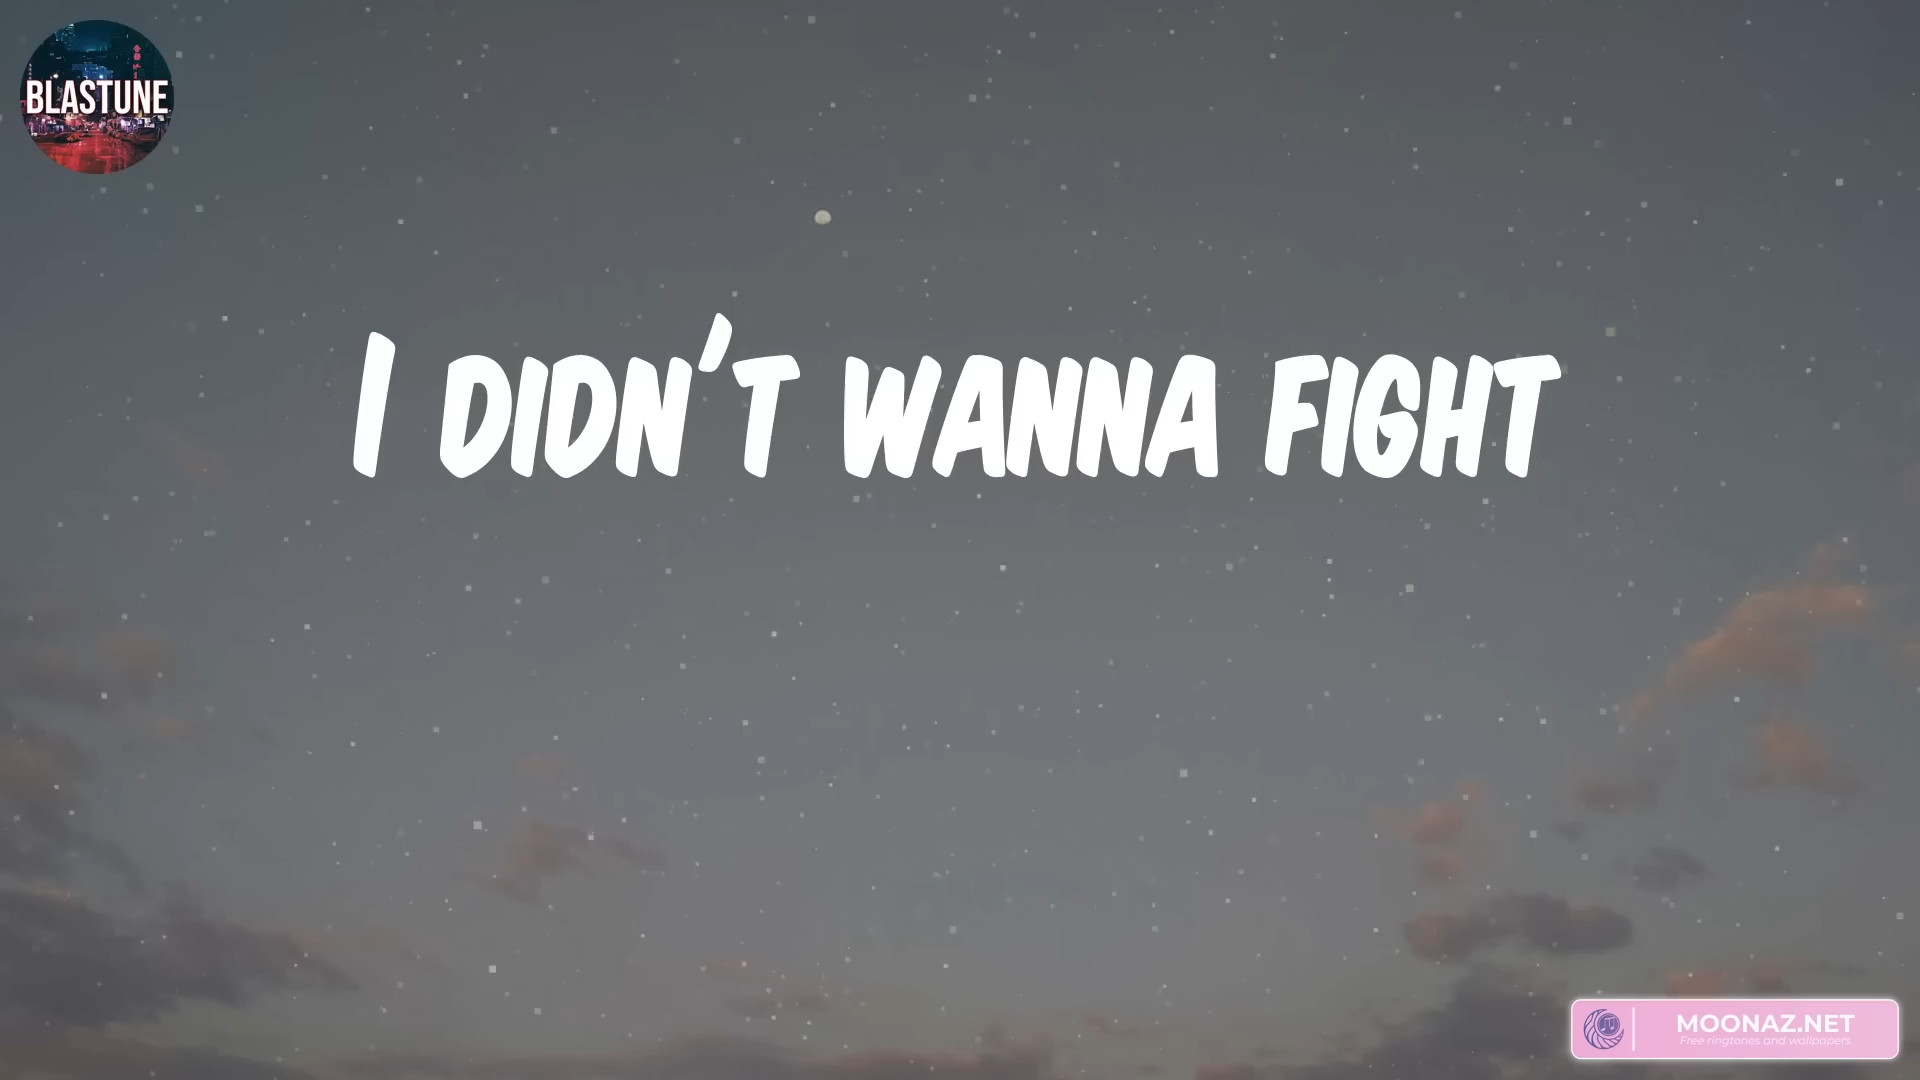 BLASTUNE
I DIDN'T WANNA FIGHT
MOONAZ.NET
Free ringtones and wallpapers